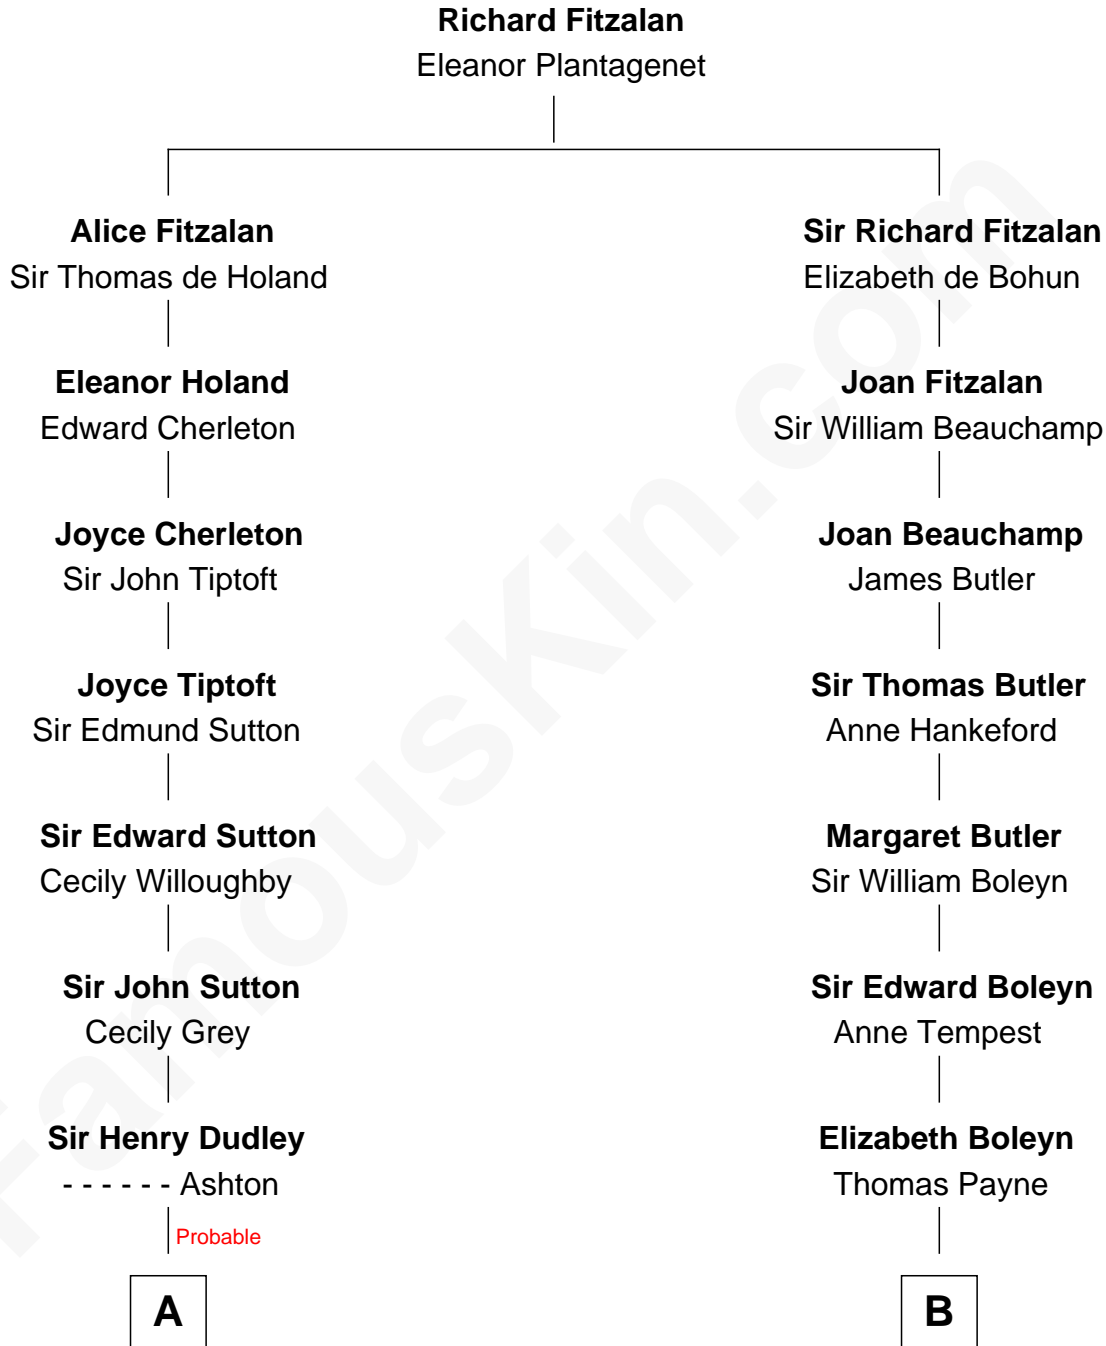 Richard Fitzalan
Eleanor Plantagenet
Alice Fitzalan
Sir Thomas de Holand
Sir Richard Fitzalan
Elizabeth de Bohun
Eleanor Holand
Edward Cherleton
Joan Fitzalan
Sir William Beauchamp
Joyce Cherleton
Sir John Tiptoft
Joan Beauchamp
James Butler
Joyce Tiptoft
Sir Edmund Sutton
Sir Thomas Butler
Anne Hankeford
Sir Edward Sutton
Cecily Willoughby
Margaret Butler
Sir William Boleyn
Sir John Sutton
Cecily Grey
Sir Edward Boleyn
Anne Tempest
Sir Henry Dudley
- - - - - - Ashton
Elizabeth Boleyn
Thomas Payne
Probable
A
B
FamousKin.com